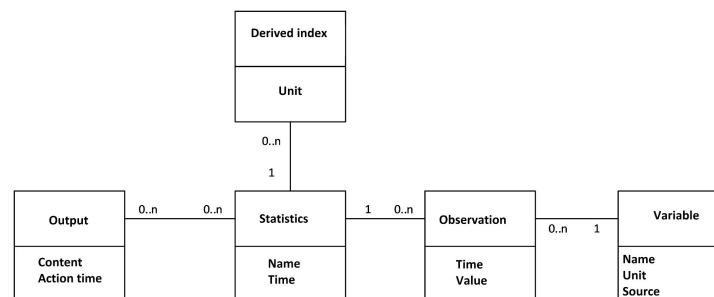 Derived index
Unit
0..n
1
Output
0..n
0..n
Statistics
1
0..n
Observation
0..n
1
Variable
Content
Action time
Name
Time
Time
Value
Name
Unit
Source